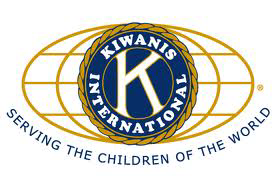 KIWANIS
K
INTERNATIONAL
®
SERVING THE CHILDREN OF THE WORLD